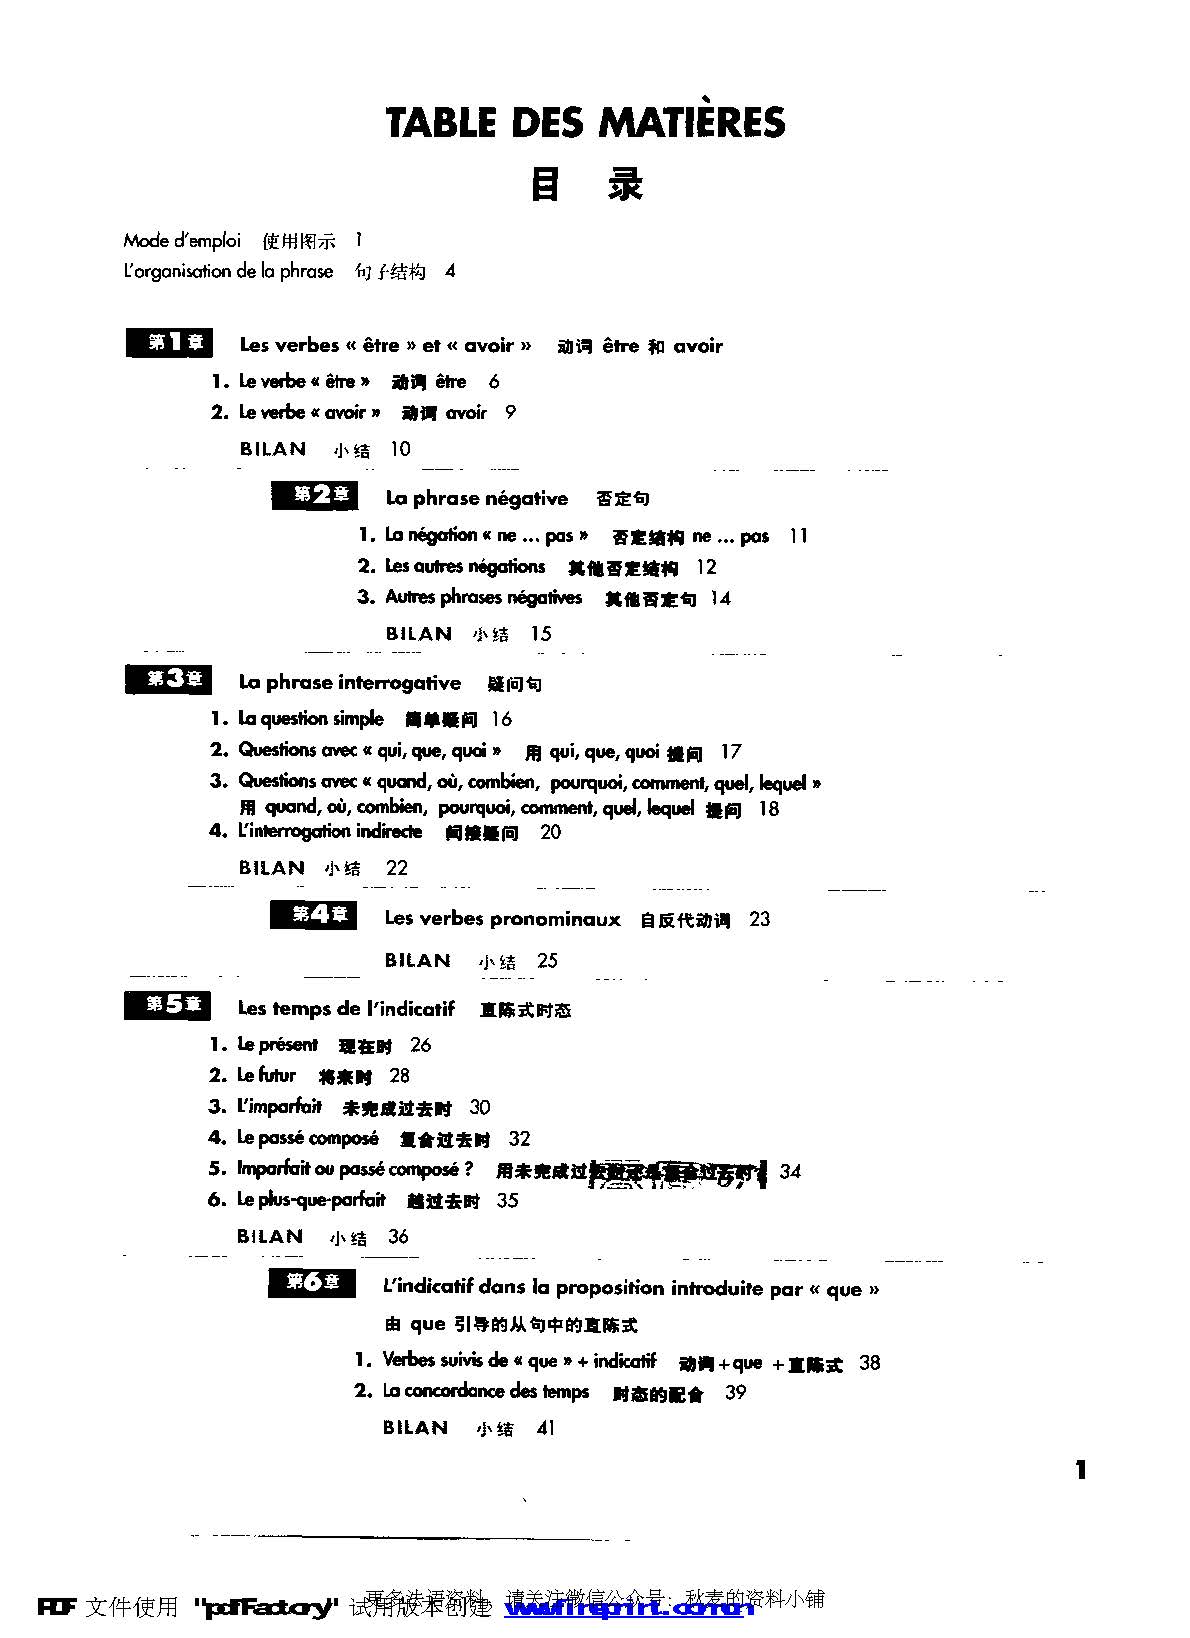 TABLE DES MATIÈRES
目 录
Mode d'emploi 使用图示 1
L'organisation de la phrase 句子结构 4
第1章 Les verbes « être » et « avoir » 动词 être 和 avoir
1. Le verbe « être » 动词 être 6
2. Le verbe « avoir » 动词 avoir 9
BILAN 小结 10
第2章 La phrase négative 否定句
1. La négation « ne ... pas » 否定结构 ne ... pas 11
2. Les autres négations 其他否定结构 12
3. Autres phrases négatives 其他否定句 14
BILAN 小结 15
第3章 La phrase interrogative 疑问句
1. La question simple 简单疑问 16
2. Questions avec « qui, que, quoi » 用 qui, que, quoi 提问 17
3. Questions avec « quand, où, combien, pourquoi, comment, quel, lequel »
用 quand, où, combien, pourquoi, comment, quel, lequel 提问 18
4. L'interrogation indirecte 间接疑问 20
BILAN 小结 22
第4章 Les verbes pronominaux 自反代动词 23
BILAN 小结 25
第5章 Les temps de l'indicatif 直陈式时态
1. Le présent 现在时 26
2. Le futur 将来时 28
3. L'imparfait 未完成过去时 30
4. Le passé composé 复合过去时 32
5. Imparfait ou passé composé ? 用未完成过 34
6. Le plus-que-parfait 越过去时 35
BILAN 小结 36
第6章 L'indicatif dans la proposition introduite par « que »
由 que 引导的从句中的直陈式
1. Verbes suivis de « que » + indicatif 动词+que +直陈式 38
2. La concordance des temps 时态的配合 39
BILAN 小结 41
1
更多法语资料，请关注微信公众号：秋麦的资料小铺
PDF 文件使用 "pdfFactory" 试用版本创建